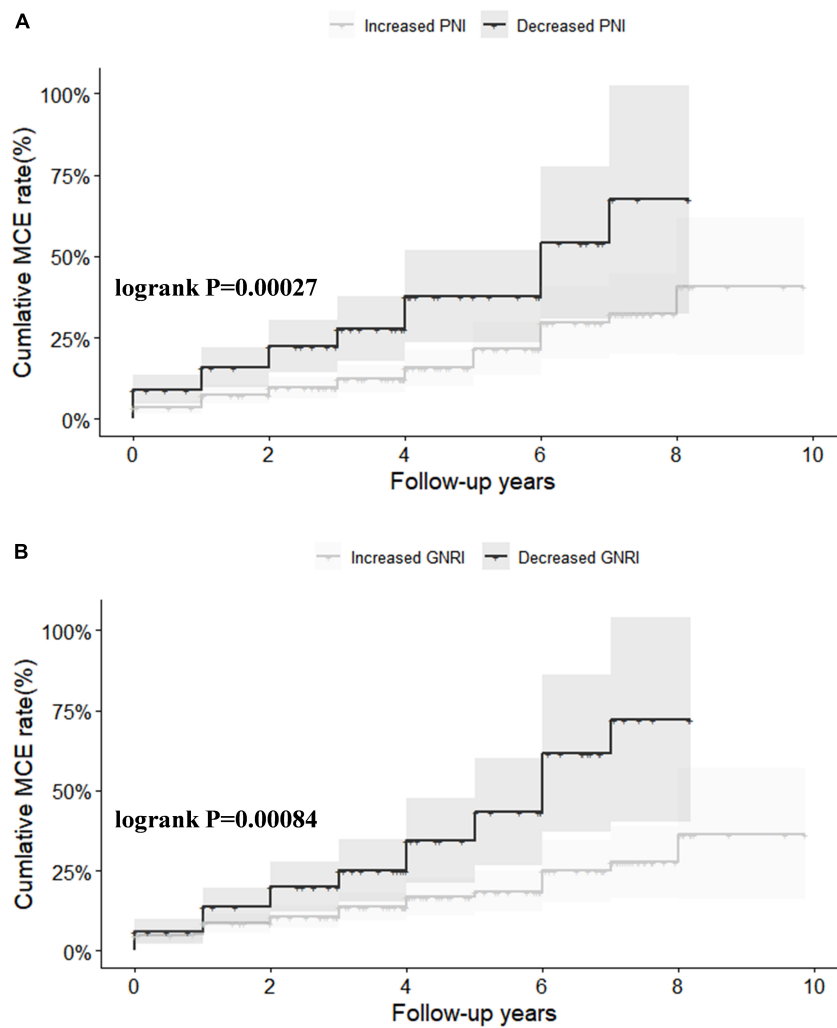 A
Increased PNI Decreased PNI
100%
75%
50%
25%
0%
Cumlative MCE rate(%)
logrank P=0.00027
0 2 4 6 8 10
Follow-up years
B
Increased GNRI Decreased GNRI
100%
75%
50%
25%
0%
Cumlative MCE rate(%)
logrank P=0.00084
0 2 4 6 8 10
Follow-up years